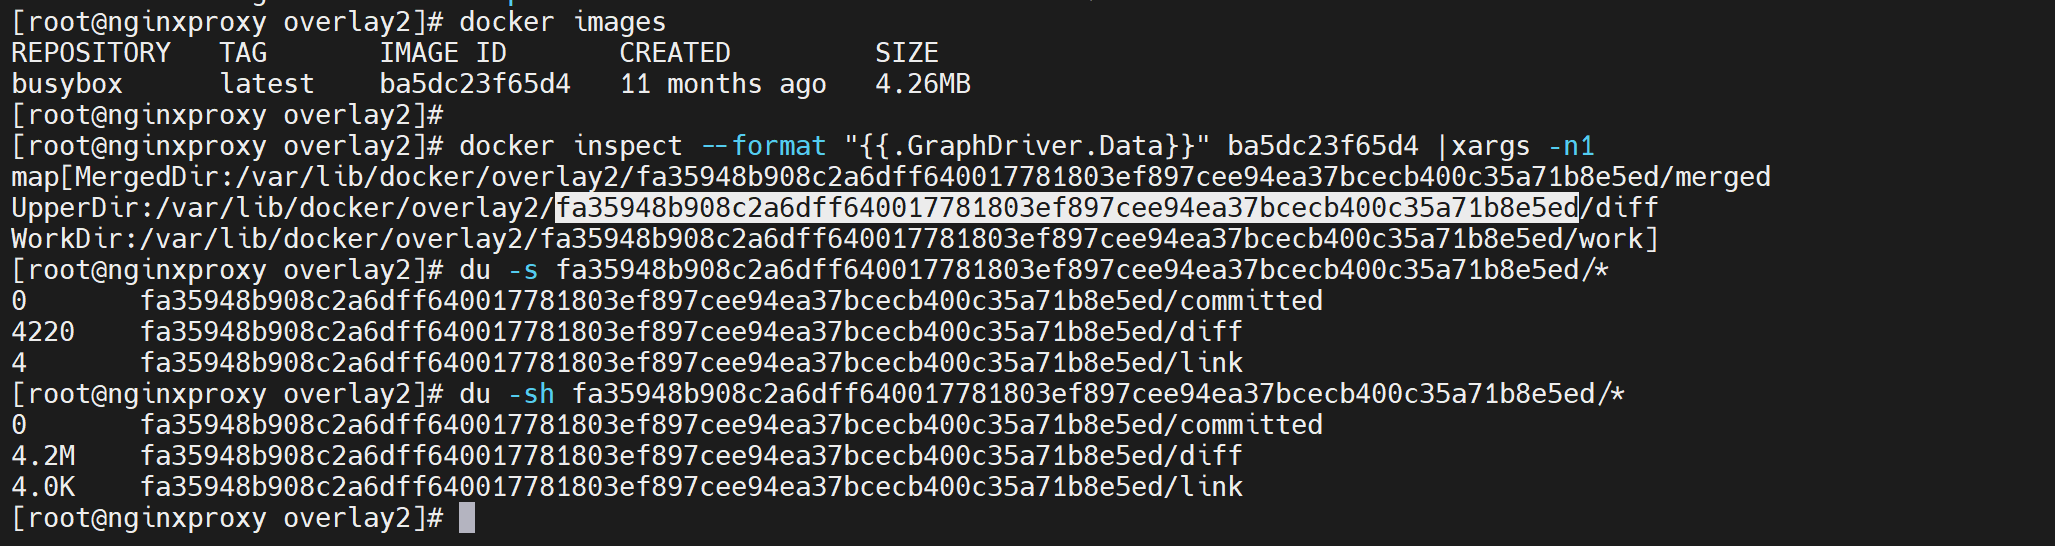 [root@nginxproxy overlay2]# docker images
REPOSITORY   TAG       IMAGE ID       CREATED         SIZE
busybox      latest    ba5dc23f65d4   11 months ago   4.26MB
[root@nginxproxy overlay2]#
[root@nginxproxy overlay2]# docker inspect --format "{{.GraphDriver.Data}}" ba5dc23f65d4 |xargs -n1
map[MergedDir:/var/lib/docker/overlay2/fa35948b908c2a6dff640017781803ef897cee94ea37bcecb400c35a71b8e5ed/merged
UpperDir:/var/lib/docker/overlay2/fa35948b908c2a6dff640017781803ef897cee94ea37bcecb400c35a71b8e5ed/diff
WorkDir:/var/lib/docker/overlay2/fa35948b908c2a6dff640017781803ef897cee94ea37bcecb400c35a71b8e5ed/work]
[root@nginxproxy overlay2]# du -s fa35948b908c2a6dff640017781803ef897cee94ea37bcecb400c35a71b8e5ed/*
0       fa35948b908c2a6dff640017781803ef897cee94ea37bcecb400c35a71b8e5ed/committed
4220    fa35948b908c2a6dff640017781803ef897cee94ea37bcecb400c35a71b8e5ed/diff
4       fa35948b908c2a6dff640017781803ef897cee94ea37bcecb400c35a71b8e5ed/link
[root@nginxproxy overlay2]# du -sh fa35948b908c2a6dff640017781803ef897cee94ea37bcecb400c35a71b8e5ed/*
0       fa35948b908c2a6dff640017781803ef897cee94ea37bcecb400c35a71b8e5ed/committed
4.2M    fa35948b908c2a6dff640017781803ef897cee94ea37bcecb400c35a71b8e5ed/diff
4.0K    fa35948b908c2a6dff640017781803ef897cee94ea37bcecb400c35a71b8e5ed/link
[root@nginxproxy overlay2]#